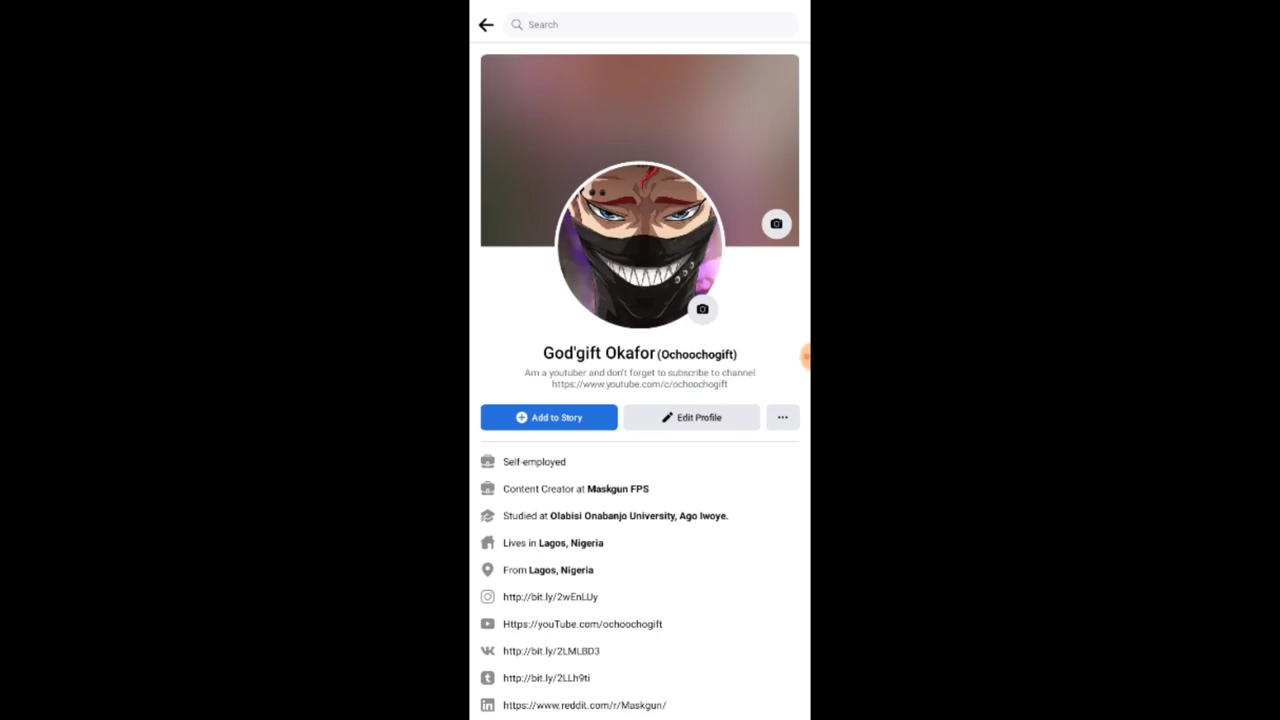 Search
God'gift Okafor (Ochoochogift)
Am a youtuber and don't forget to subscribe to channel
https://www.youtube.com/c/ochoochogift
Add to Story
Edit Profile
Self-employed
Content Creator at Maskgun FPS
Studied at Olabisi Onabanjo University, Ago Iwoye.
Lives in Lagos, Nigeria
From Lagos, Nigeria
http://bit.ly/2wEnLUy
Https://youTube.com/ochoochogift
http://bit.ly/2LML8D3
http://bit.ly/2LLh9ti
https://www.reddit.com/r/Maskgun/